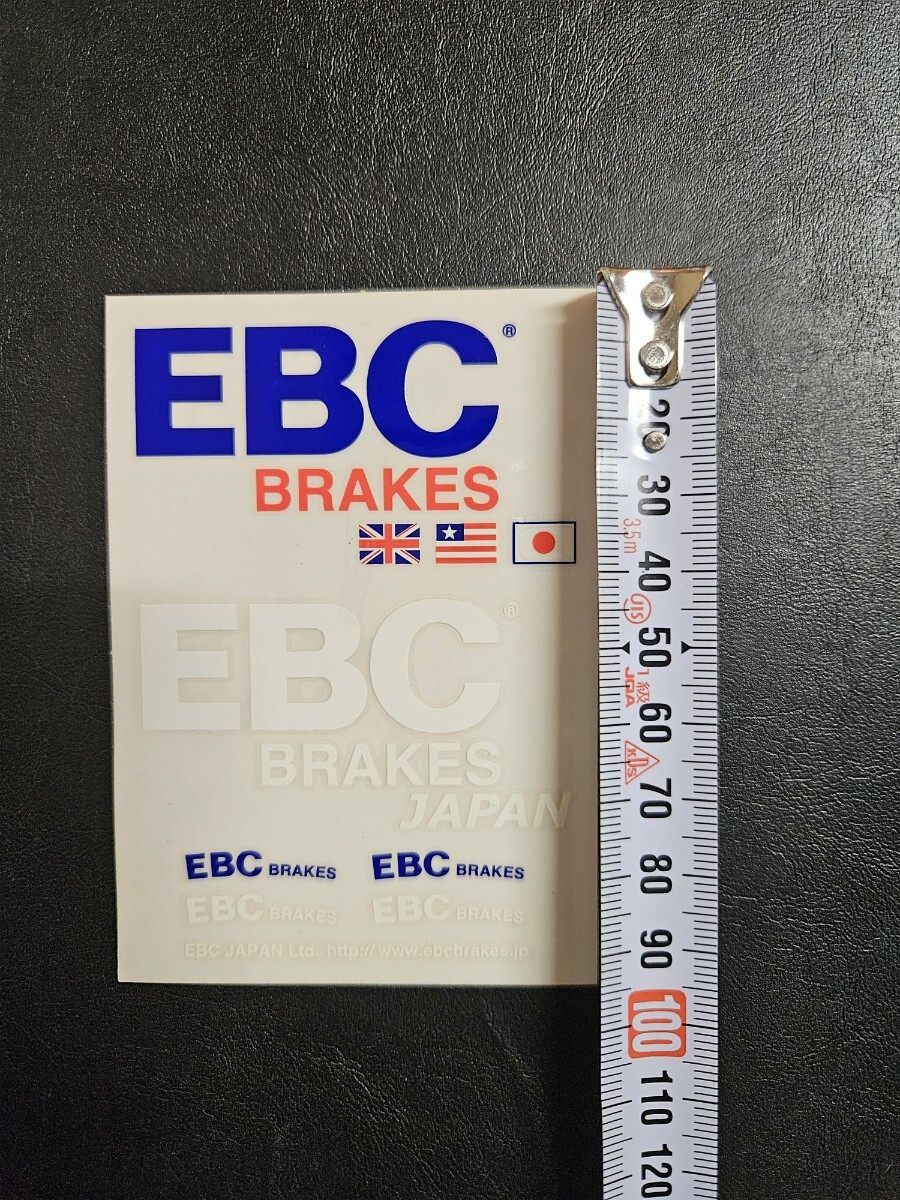 EBC®
BRAKES
EBC®
BRAKES
JAPAN
EBC BRAKES EBC BRAKES
EBC BRAKES EBC BRAKES
EBC JAPAN Ltd. http://www.ebcbrakes.jp
20
30
3.5m
40
JIS
50
1級
JQA
60
KDS
70
80
90
100
110
120